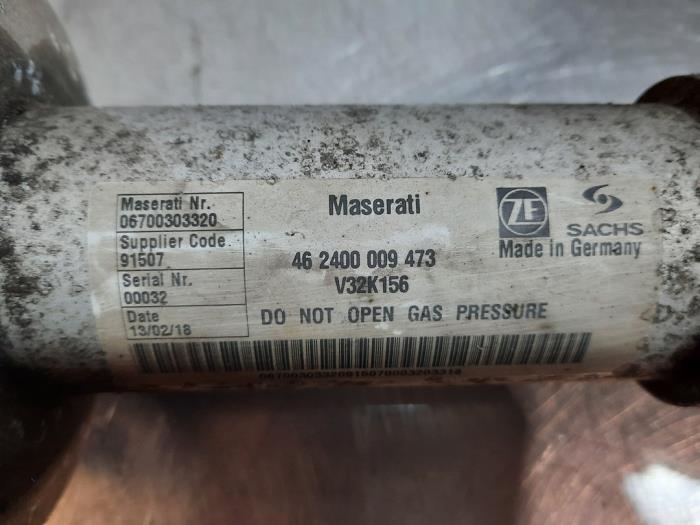 Maserati Nr.
06700303320
Supplier Code
91507
Serial Nr.
00032
Date
13/02/18
Maserati
46 2400 009 473
V32K156
DO NOT OPEN GAS PRESSURE
ZF
SACHS
Made in Germany